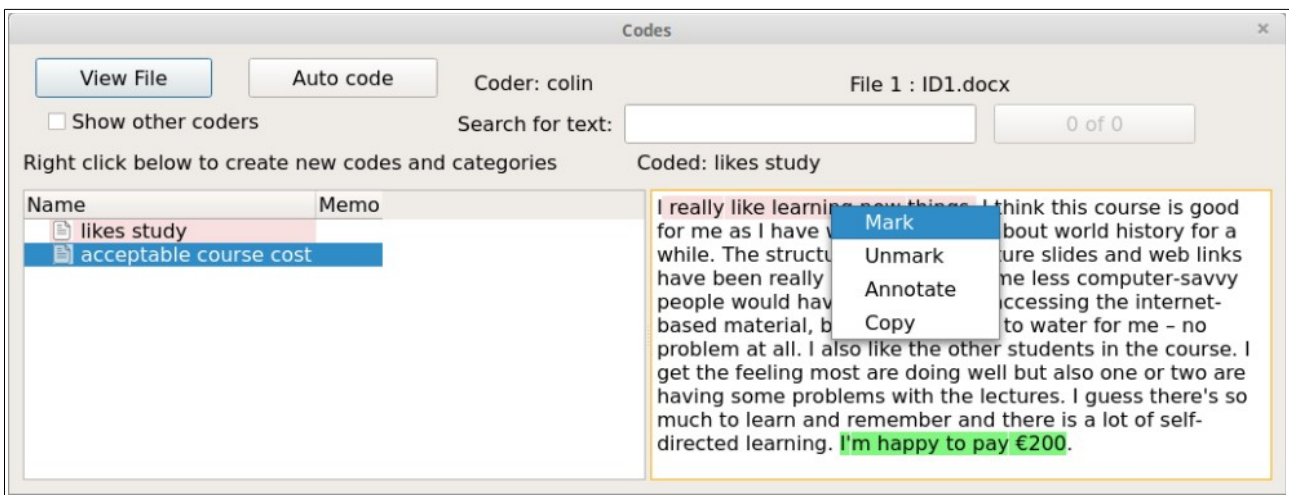 Codes
View File
Auto code
Coder: colin
File 1 : ID1.docx
Show other coders
Search for text:
0 of 0
Right click below to create new codes and categories
Coded: likes study
Name
Memo
likes study
acceptable course cost
I really like learning new things. I think this course is good
for me as I have bout world history for a
while. The structu ure slides and web links
have been really me less computer-savvy
people would hav ccessing the internet-
based material, b to water for me – no
problem at all. I also like the other students in the course. I
get the feeling most are doing well but also one or two are
having some problems with the lectures. I guess there's so
much to learn and remember and there is a lot of self-
directed learning. I'm happy to pay €200.
Mark
Unmark
Annotate
Copy